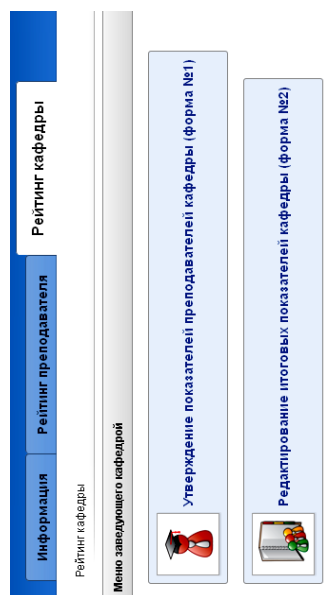 Информация
Рейтинг преподавателя
Рейтинг кафедры
Рейтинг кафедры
Меню заведующего кафедрой
Утверждение показателей преподавателей кафедры (форма №1)
Редактирование итоговых показателей кафедры (форма №2)